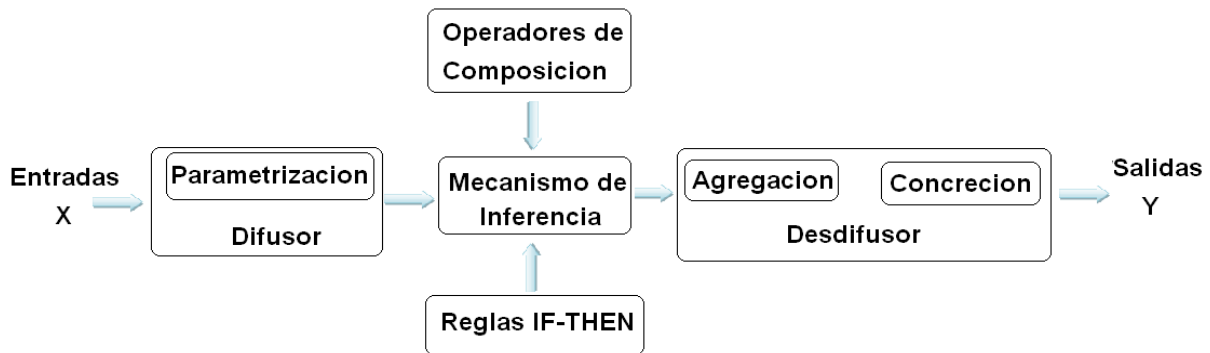 Operadores de
Composicion
Entradas
X
Parametrizacion
Difusor
Mecanismo de
Inferencia
Agregacion
Concrecion
Desdifusor
Salidas
Y
Reglas IF-THEN